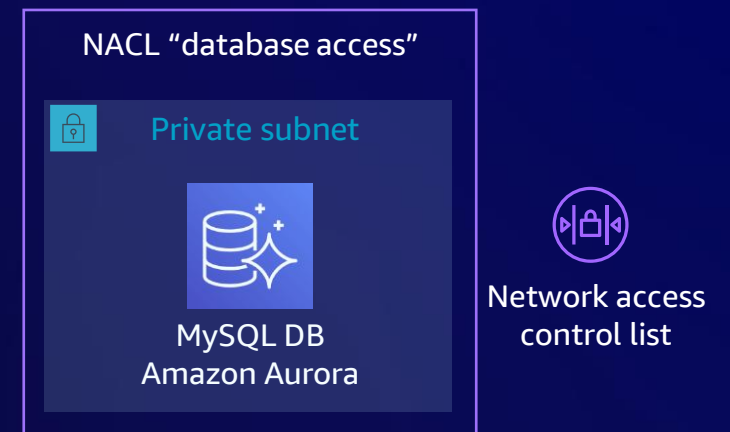 NACL “database access”
Private subnet
MySQL DB
Amazon Aurora
Network access
control list